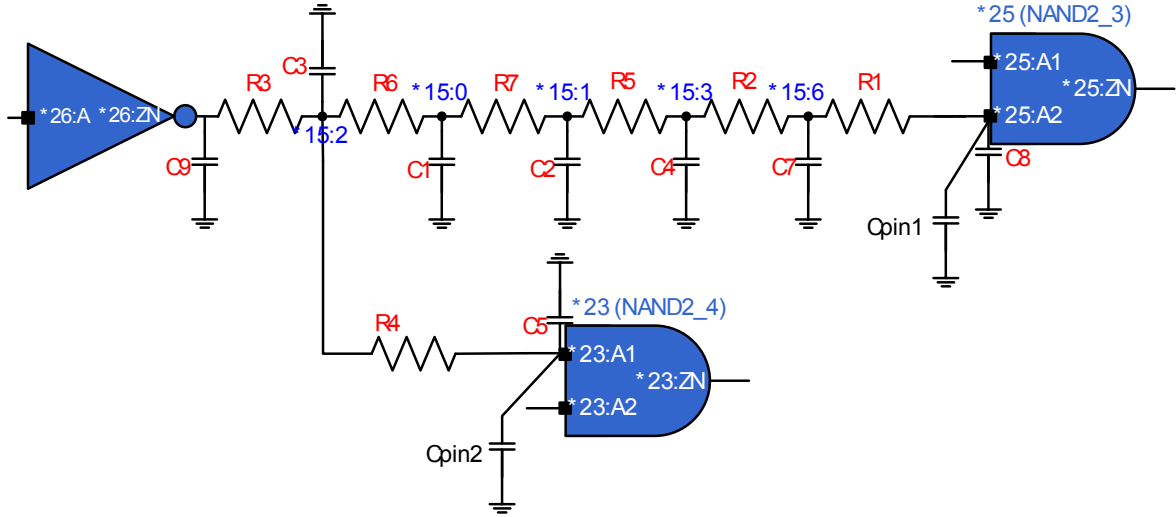 *25 (NAND2_3)
C3
R3
R6
*15:0
R7
*15:1
R5
*15:3
R2
*15:6
R1
*25:A1
*25:ZN
*25:A2
*26:A
*26:ZN
*15:2
C9
C1
C2
C4
C7
C8
Cpin1
*23 (NAND2_4)
R4
C5
*23:A1
*23:ZN
*23:A2
Cpin2